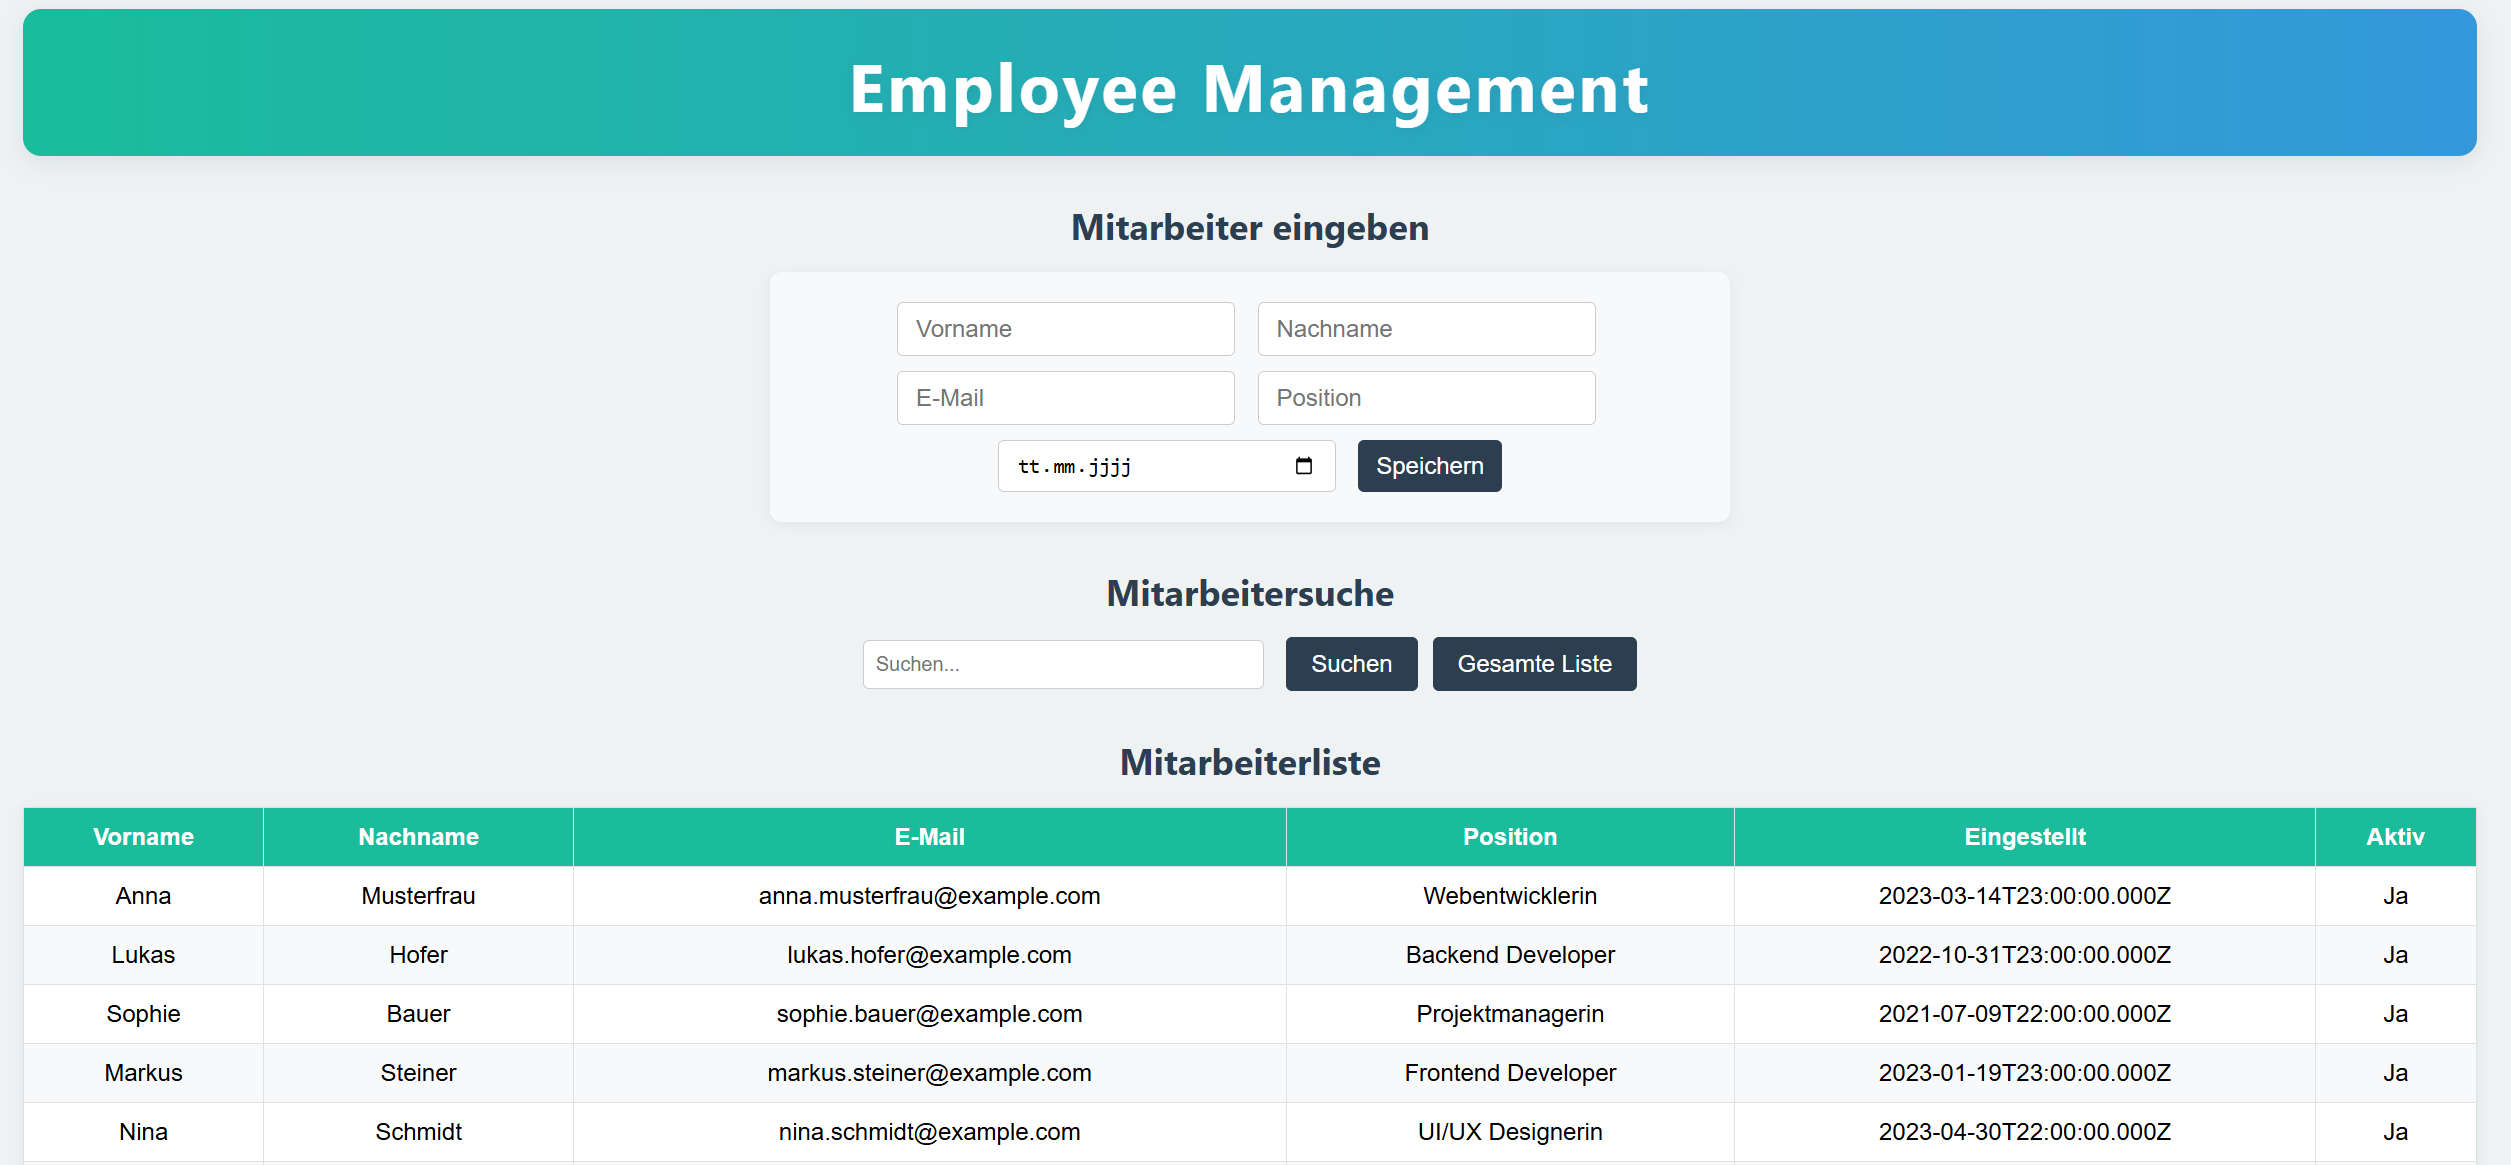 Employee Management
Mitarbeiter eingeben
Vorname Nachname
E-Mail Position
tt.mm.jjjj Speichern
Mitarbeitersuche
Suchen... Suchen Gesamte Liste
Mitarbeiterliste
Vorname Nachname E-Mail Position Eingestellt Aktiv
Anna Musterfrau anna.musterfrau@example.com Webentwicklerin 2023-03-14T23:00:00.000Z Ja
Lukas Hofer lukas.hofer@example.com Backend Developer 2022-10-31T23:00:00.000Z Ja
Sophie Bauer sophie.bauer@example.com Projektmanagerin 2021-07-09T22:00:00.000Z Ja
Markus Steiner markus.steiner@example.com Frontend Developer 2023-01-19T23:00:00.000Z Ja
Nina Schmidt nina.schmidt@example.com UI/UX Designerin 2023-04-30T22:00:00.000Z Ja